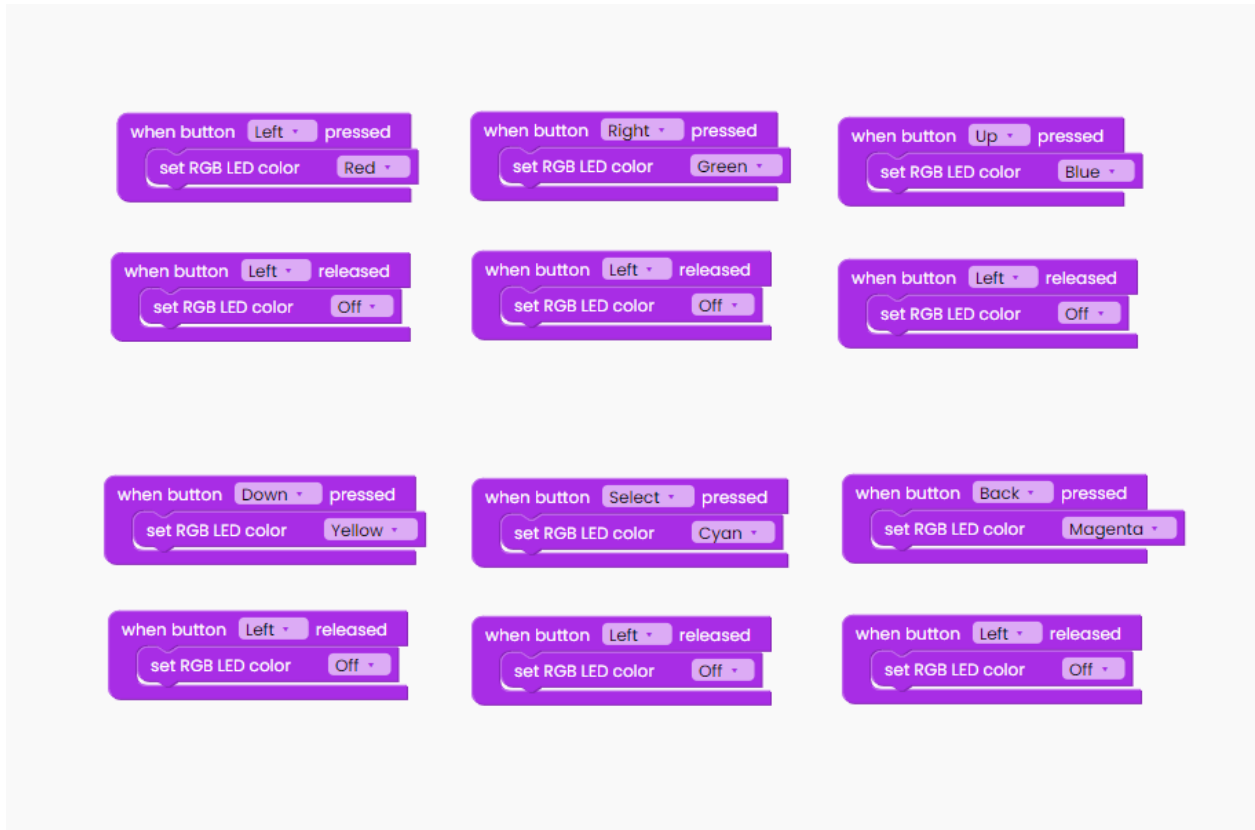 when button Left pressed
set RGB LED color Red
when button Right pressed
set RGB LED color Green
when button Up pressed
set RGB LED color Blue
when button Left released
set RGB LED color Off
when button Left released
set RGB LED color Off
when button Left released
set RGB LED color Off
when button Down pressed
set RGB LED color Yellow
when button Select pressed
set RGB LED color Cyan
when button Back pressed
set RGB LED color Magenta
when button Left released
set RGB LED color Off
when button Left released
set RGB LED color Off
when button Left released
set RGB LED color Off